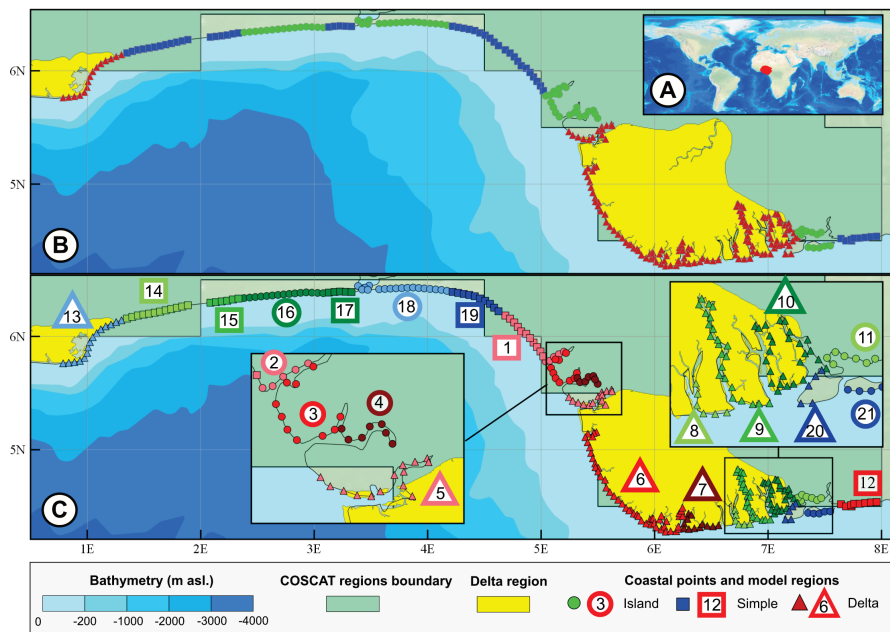 6N
5N
A
B
13
14
15
16
17
18
19
1
2
3
4
5
6
7
8
9
10
11
20
21
12
6N
5N
C
1E
2E
3E
4E
5E
6E
7E
8E
Bathymetry (m asl.)
COSCAT regions boundary
Delta region
Coastal points and model regions
0 -200 -1000 -2000 -3000 -4000
3 Island
12 Simple
6 Delta